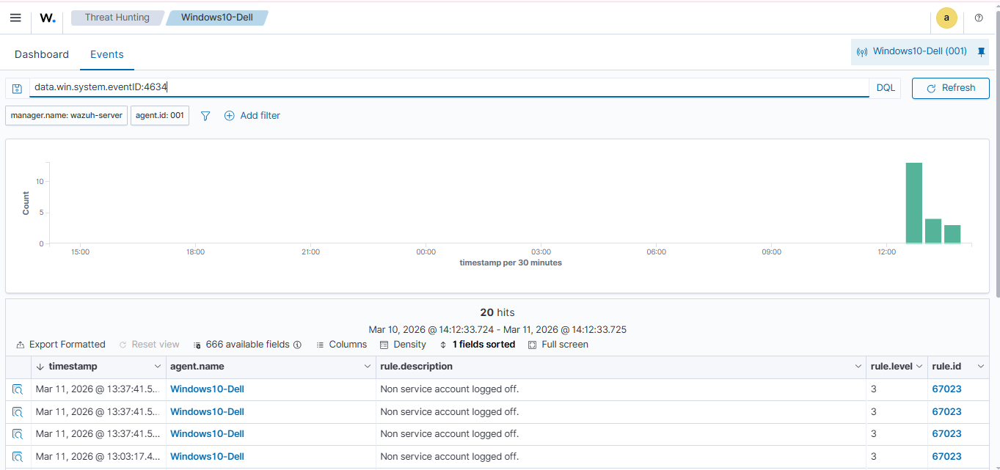 W.
Threat Hunting
Windows10-Dell
a
Dashboard
Events
Windows10-Dell (001)
data.win.system.eventID:4634
DQL
Refresh
manager.name: wazuh-server
agent.id: 001
Add filter
Count
10
5
0
15:00 18:00 21:00 00:00 03:00 06:00 09:00 12:00
timestamp per 30 minutes
20 hits
Mar 10, 2026 @ 14:12:33.724 - Mar 11, 2026 @ 14:12:33.725
Export Formatted Reset view 666 available fields Columns Density 1 fields sorted Full screen
timestamp agent.name rule.description rule.level rule.id
Mar 11, 2026 @ 13:37:41.5... Windows10-Dell Non service account logged off. 3 67023
Mar 11, 2026 @ 13:37:41.5... Windows10-Dell Non service account logged off. 3 67023
Mar 11, 2026 @ 13:37:41.5... Windows10-Dell Non service account logged off. 3 67023
Mar 11, 2026 @ 13:03:17.4... Windows10-Dell Non service account logged off. 3 67023